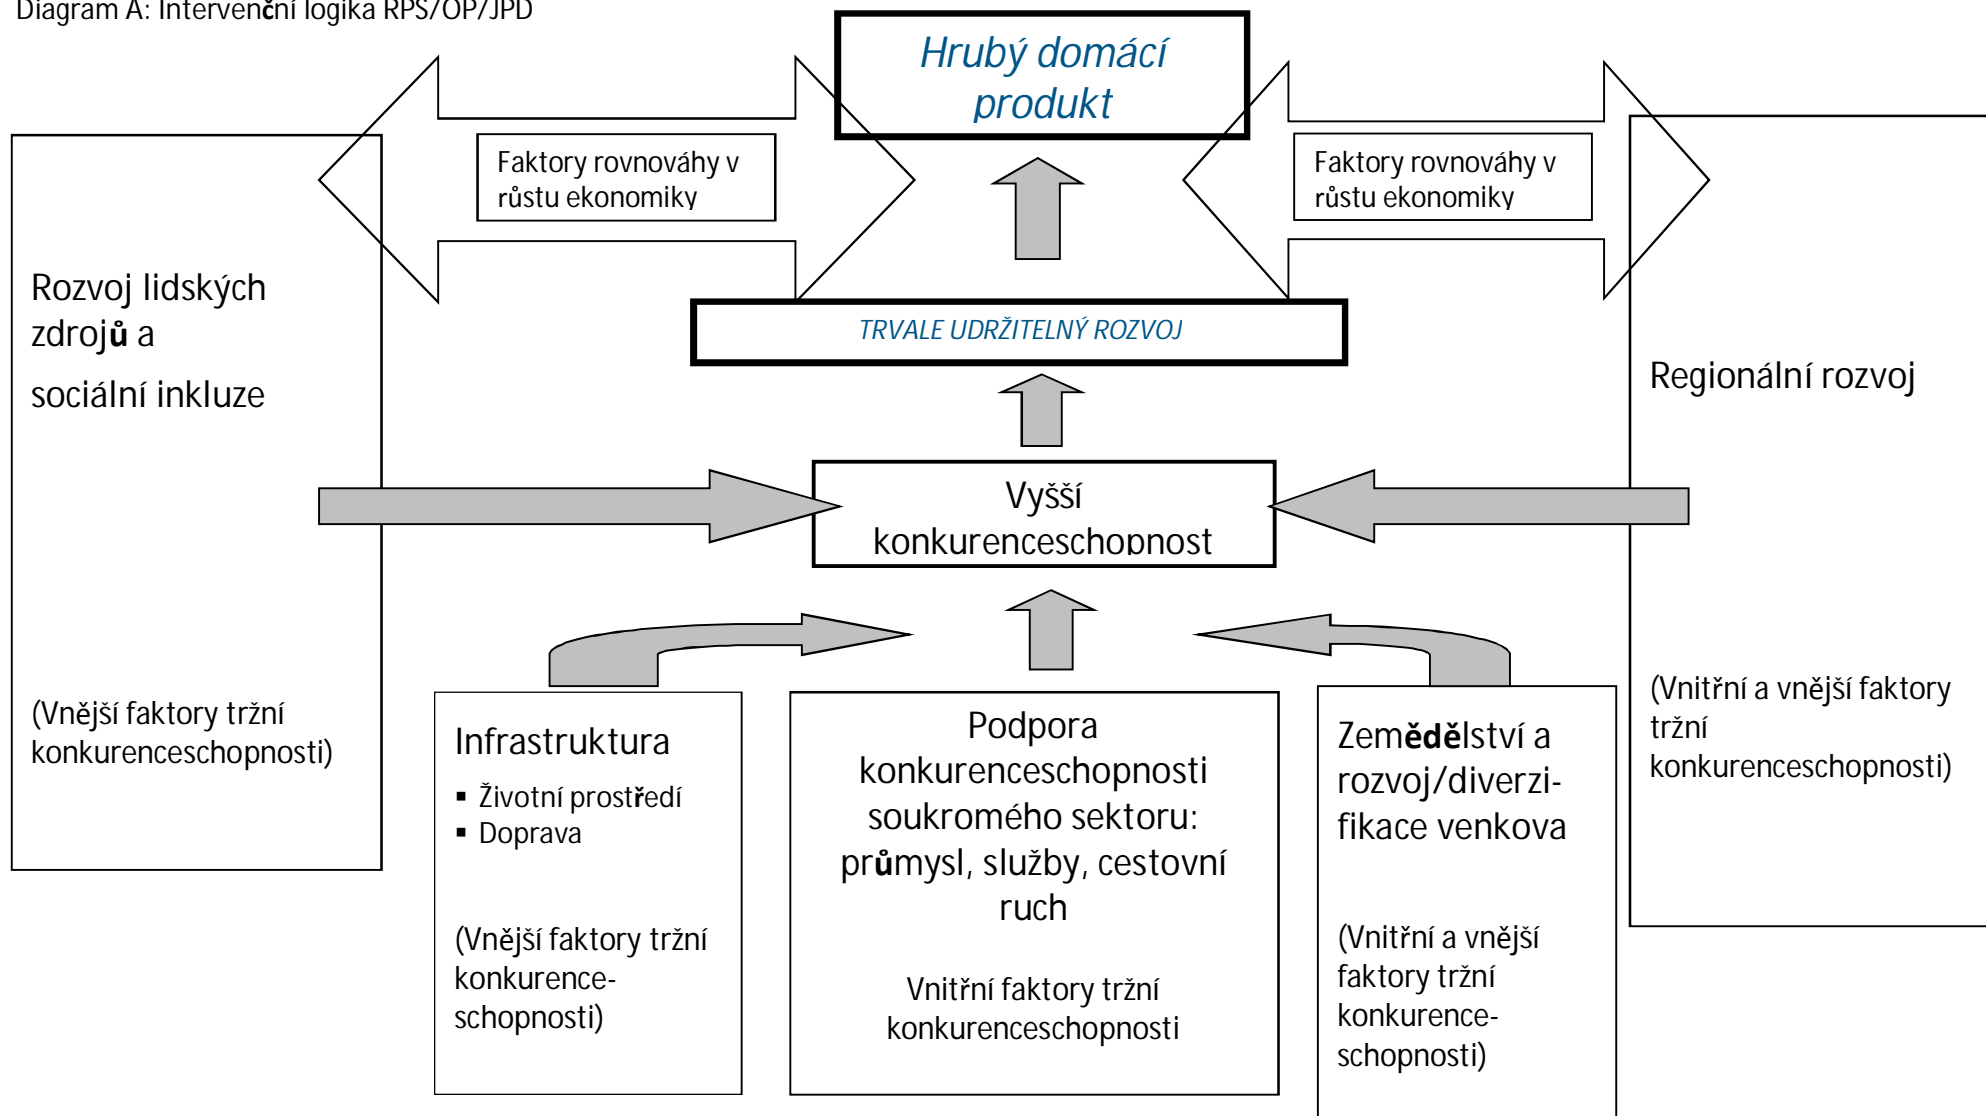 Diagram A: Intervenční logika RPS/OP/JPD
Hrubý domácí
produkt
Faktory rovnováhy v
růstu ekonomiky
Faktory rovnováhy v
růstu ekonomiky
Rozvoj lidských
zdrojů a
sociální inkluze
TRVALE UDRŽITELNÝ ROZVOJ
Regionální rozvoj
Vyšší
konkurenceschopnost
(Vnější faktory tržní
konkurenceschopnosti)
Infrastruktura
▪ Životní prostředí
▪ Doprava
(Vnější faktory tržní
konkurence-
schopnosti)
Podpora
konkurenceschopnosti
soukromého sektoru:
průmysl, služby, cestovní
ruch
Vnitřní faktory tržní
konkurenceschopnosti
Zemědělství a
rozvoj/diverzi-
fikace venkova
(Vnitřní a vnější
faktory tržní
konkurence-
schopnosti)
(Vnitřní a vnější faktory
tržní
konkurenceschopnosti)